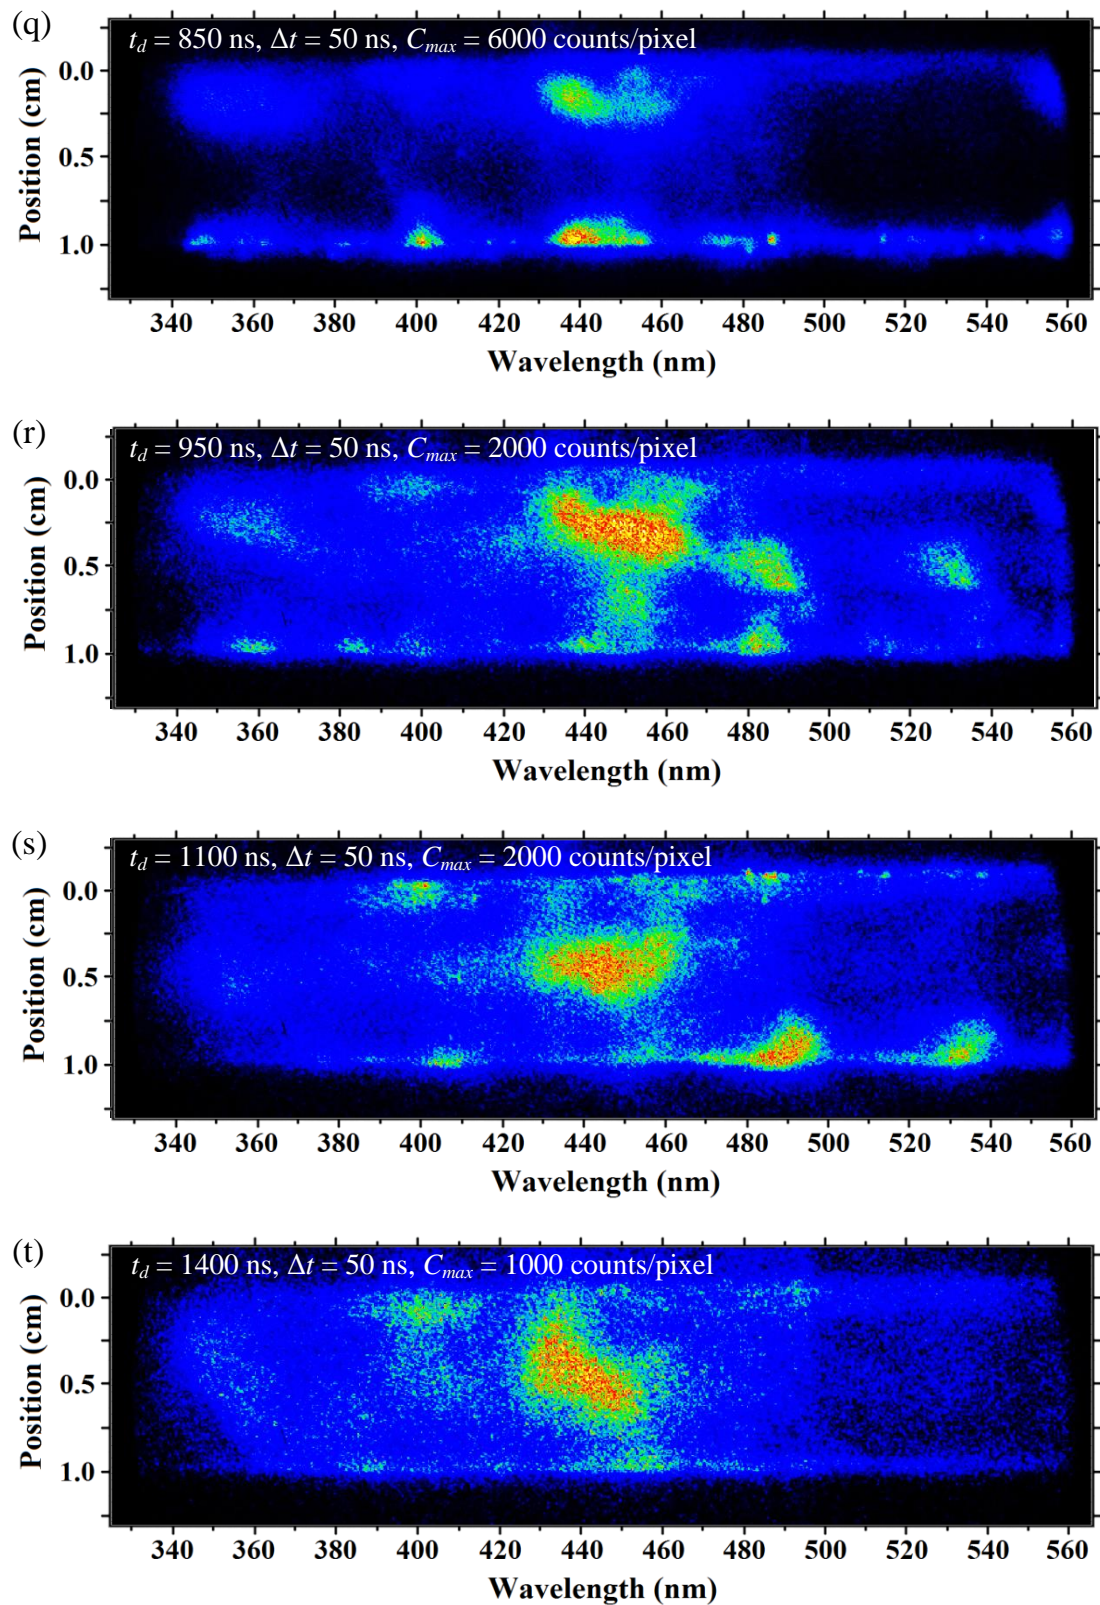 (q)
t_d = 850 ns, Δt = 50 ns, C_max = 6000 counts/pixel
Position (cm)
0.0
0.5
1.0
340 360 380 400 420 440 460 480 500 520 540 560
Wavelength (nm)
(r)
t_d = 950 ns, Δt = 50 ns, C_max = 2000 counts/pixel
Position (cm)
0.0
0.5
1.0
340 360 380 400 420 440 460 480 500 520 540 560
Wavelength (nm)
(s)
t_d = 1100 ns, Δt = 50 ns, C_max = 2000 counts/pixel
Position (cm)
0.0
0.5
1.0
340 360 380 400 420 440 460 480 500 520 540 560
Wavelength (nm)
(t)
t_d = 1400 ns, Δt = 50 ns, C_max = 1000 counts/pixel
Position (cm)
0.0
0.5
1.0
340 360 380 400 420 440 460 480 500 520 540 560
Wavelength (nm)